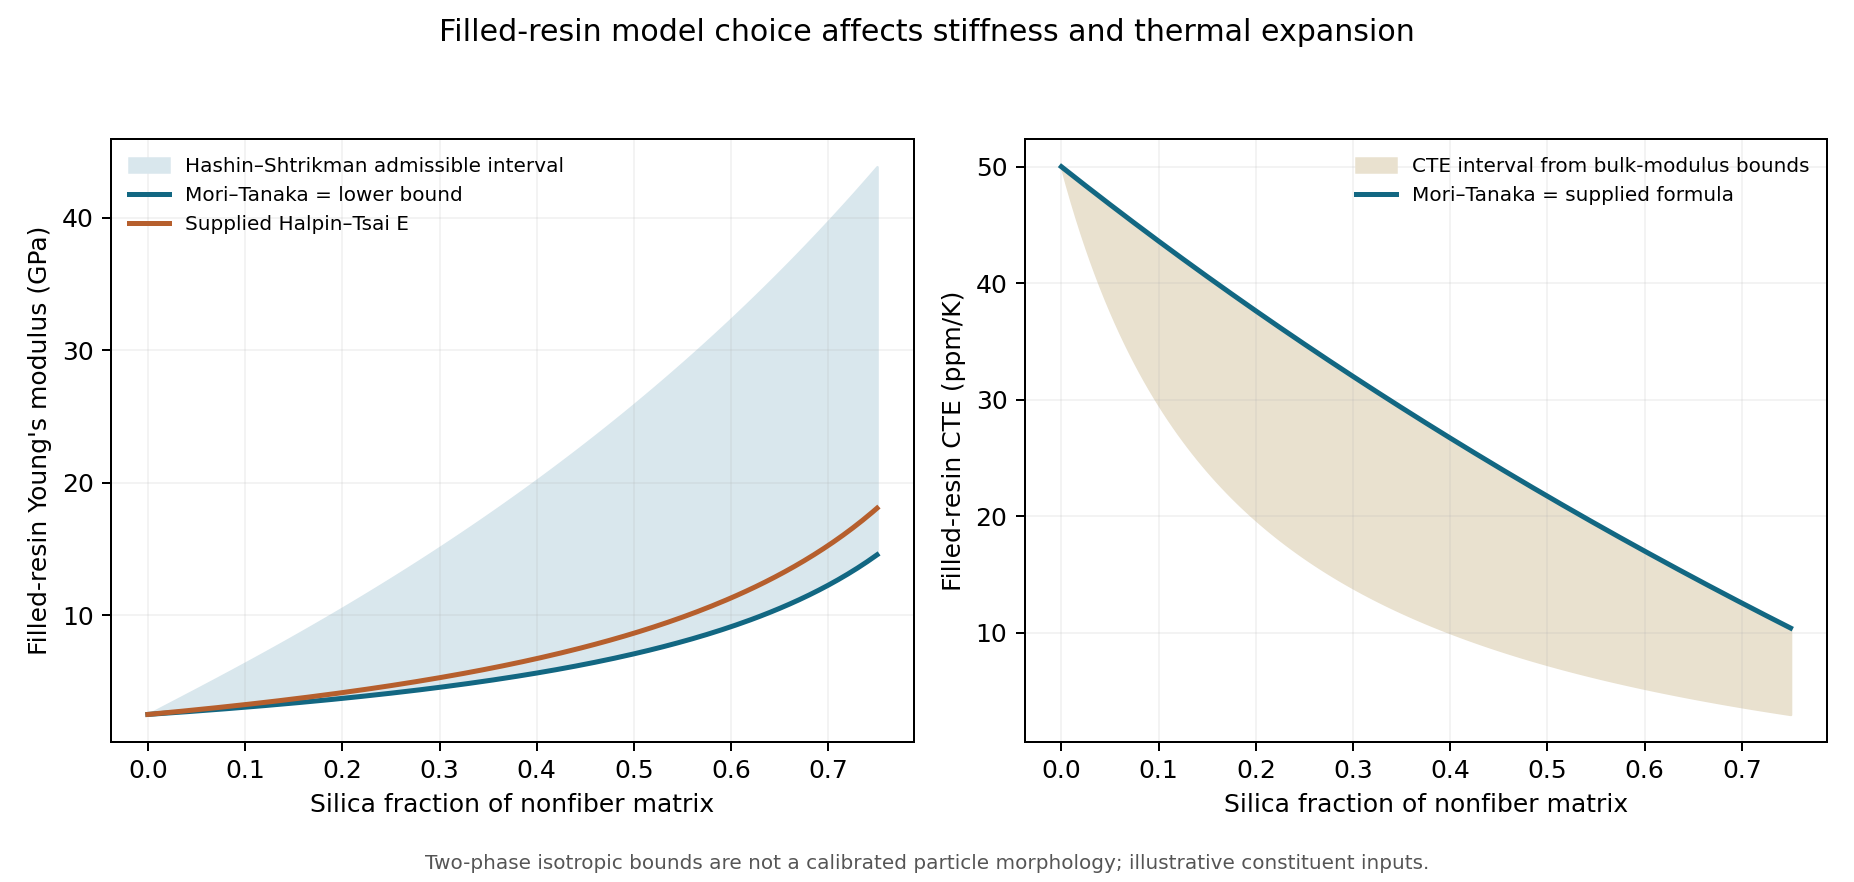 Filled-resin model choice affects stiffness and thermal expansion
Hashin–Shtrikman admissible interval
Mori–Tanaka = lower bound
Supplied Halpin–Tsai E
Filled-resin Young's modulus (GPa)
40
30
20
10
0.0 0.1 0.2 0.3 0.4 0.5 0.6 0.7
Silica fraction of nonfiber matrix
CTE interval from bulk-modulus bounds
Mori–Tanaka = supplied formula
Filled-resin CTE (ppm/K)
50
40
30
20
10
0.0 0.1 0.2 0.3 0.4 0.5 0.6 0.7
Silica fraction of nonfiber matrix
Two-phase isotropic bounds are not a calibrated particle morphology; illustrative constituent inputs.